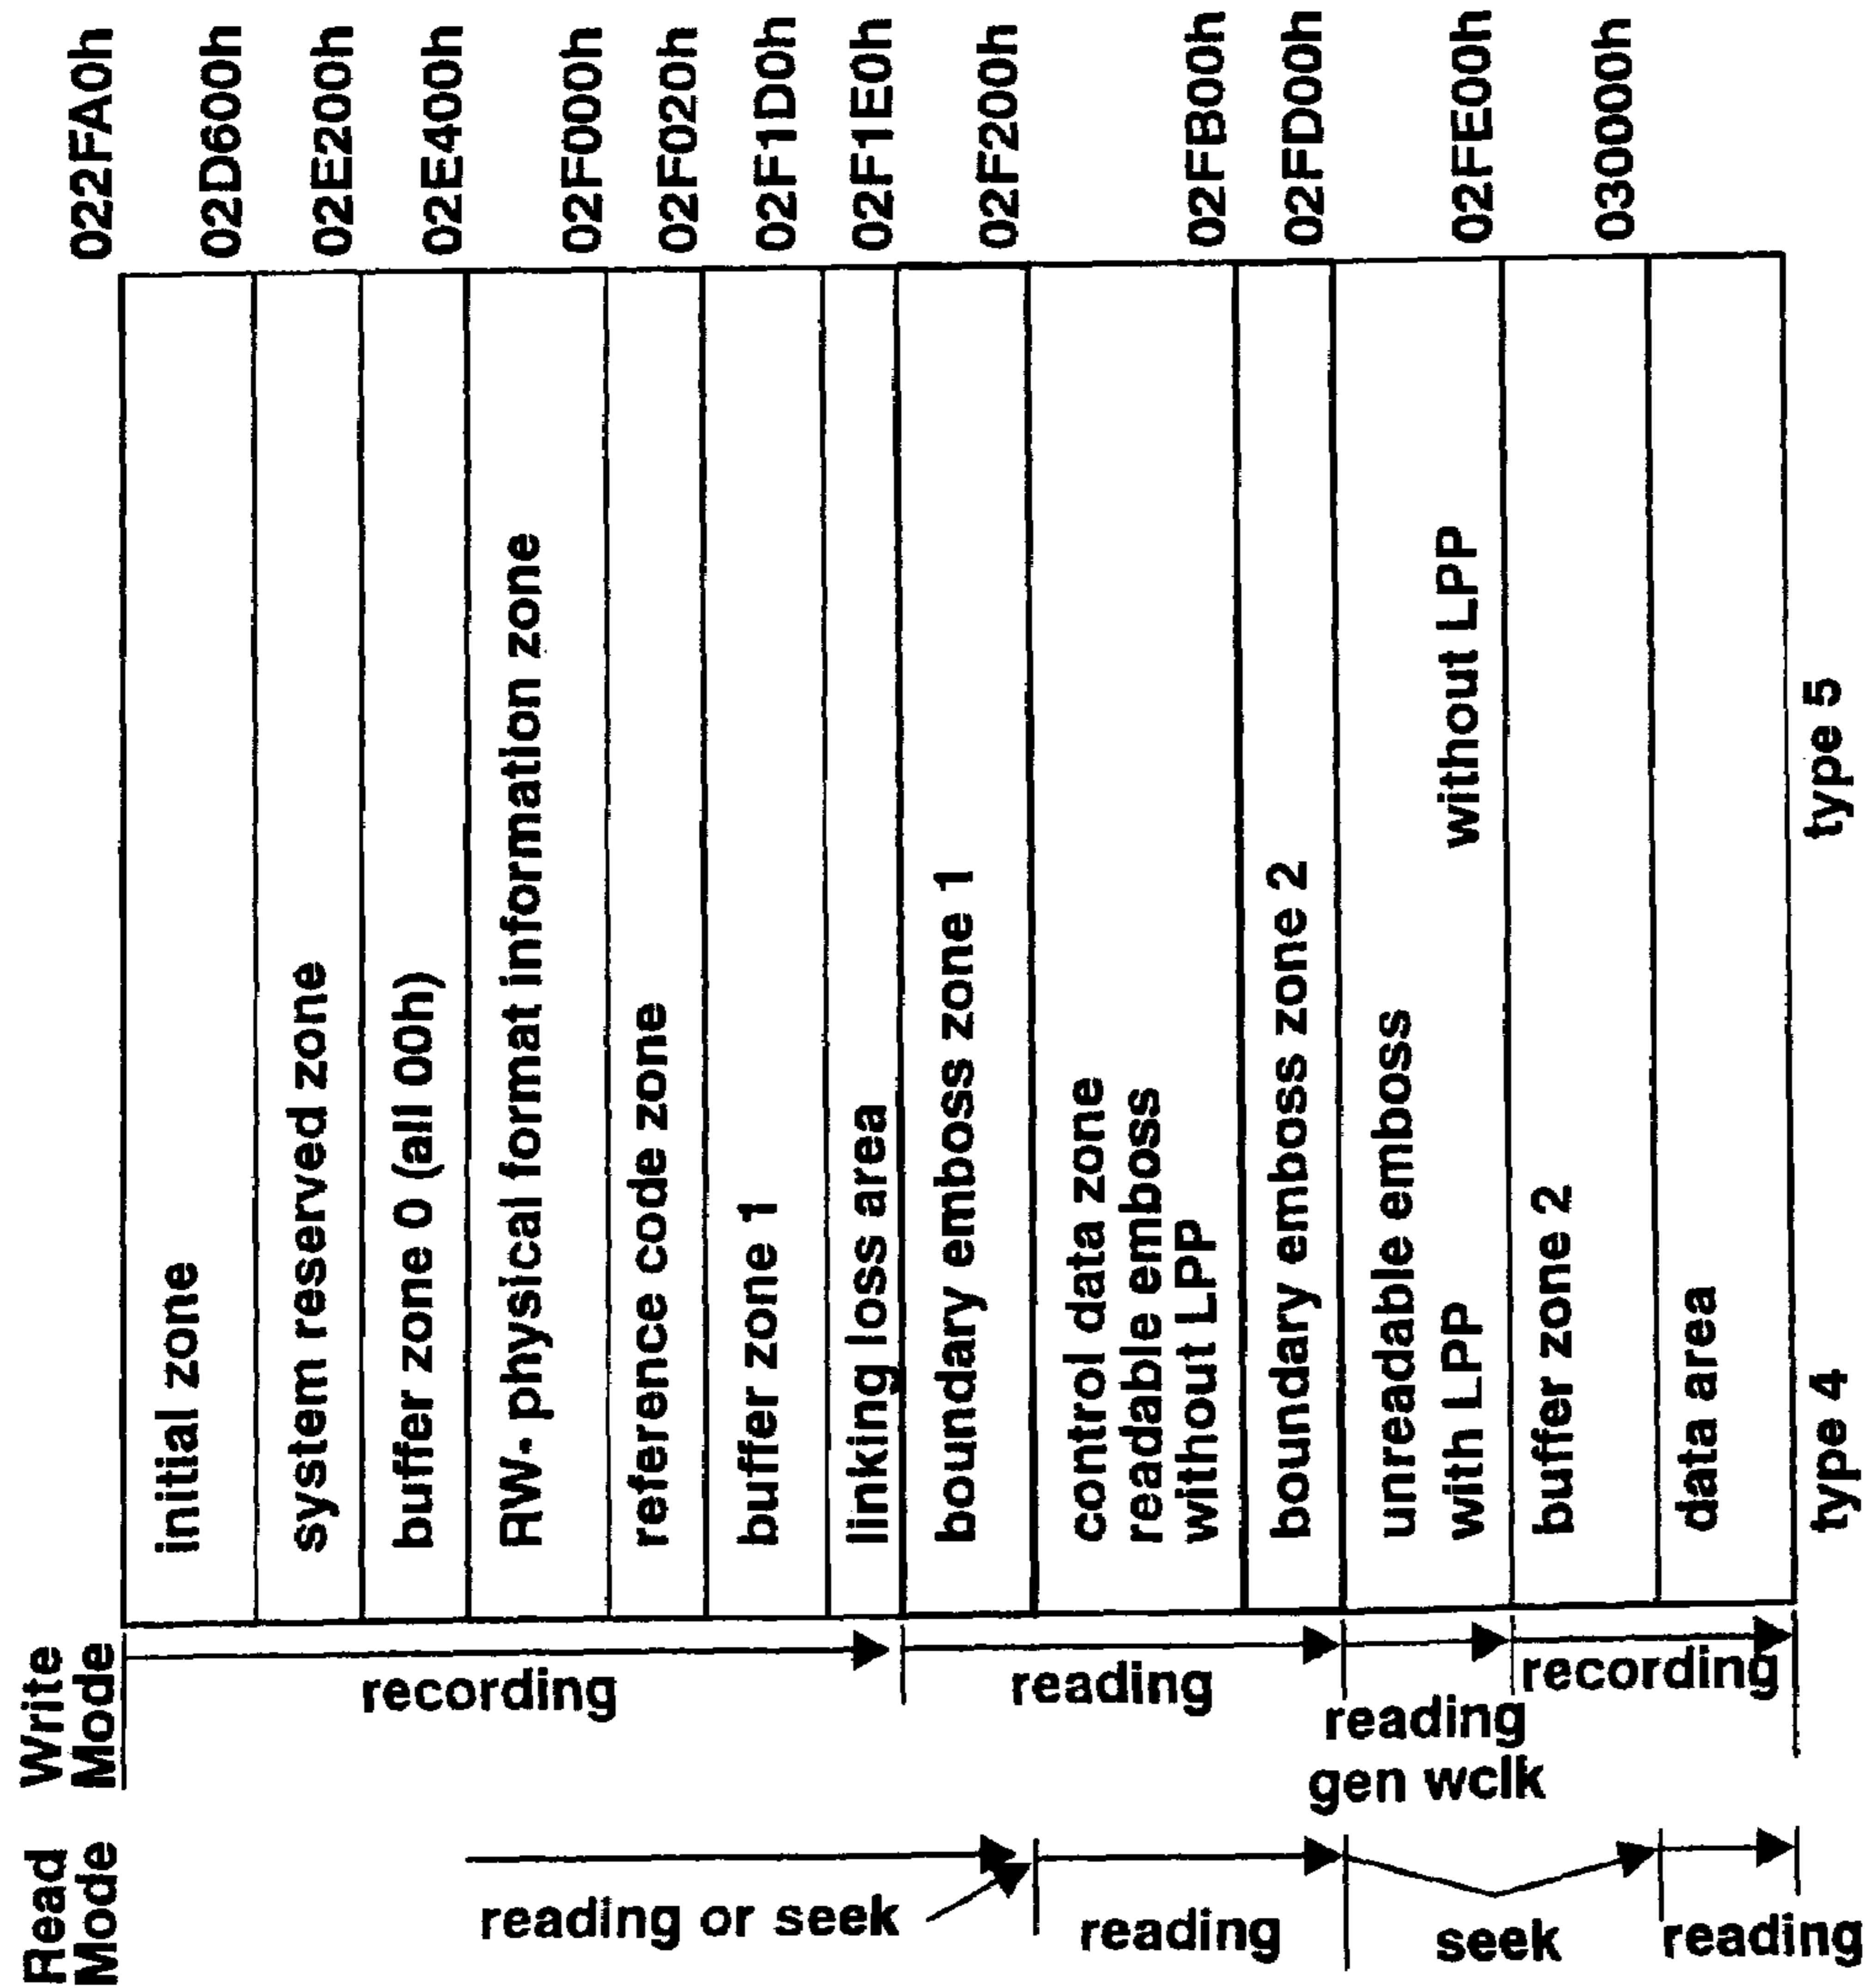 022FA0h
02D600h
02E200h
02E400h
02F000h
02F020h
02F1D0h
02F1E0h
02F200h
02FB00h
02FD00h
02FE00h
030000h
initial zone
system reserved zone
buffer zone 0 (all 00h)
RW- physical format information zone
reference code zone
buffer zone 1
linking loss area
boundary emboss zone 1
control data zone
readable emboss
without LPP
boundary emboss zone 2
unreadable emboss
with LPP
without LPP
buffer zone 2
data area
type 4
type 5
Write
Mode
recording
reading
reading
gen wclk
recording
Read
Mode
reading or seek
reading
seek
reading